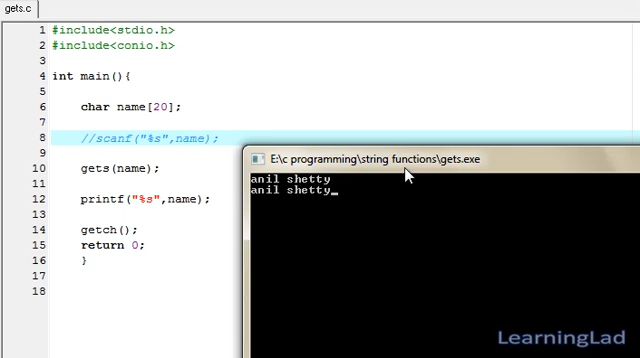 gets.c
1 #include<stdio.h>
2 #include<conio.h>
3
4 int main(){
5
6 char name[20];
7
8 //scanf("%s",name);
9
10 gets(name);
11
12 printf("%s",name);
13
14 getch();
15 return 0;
16 }
17
18
E:\c programming\string functions\gets.exe
anil shetty
anil shetty_
LearningLad